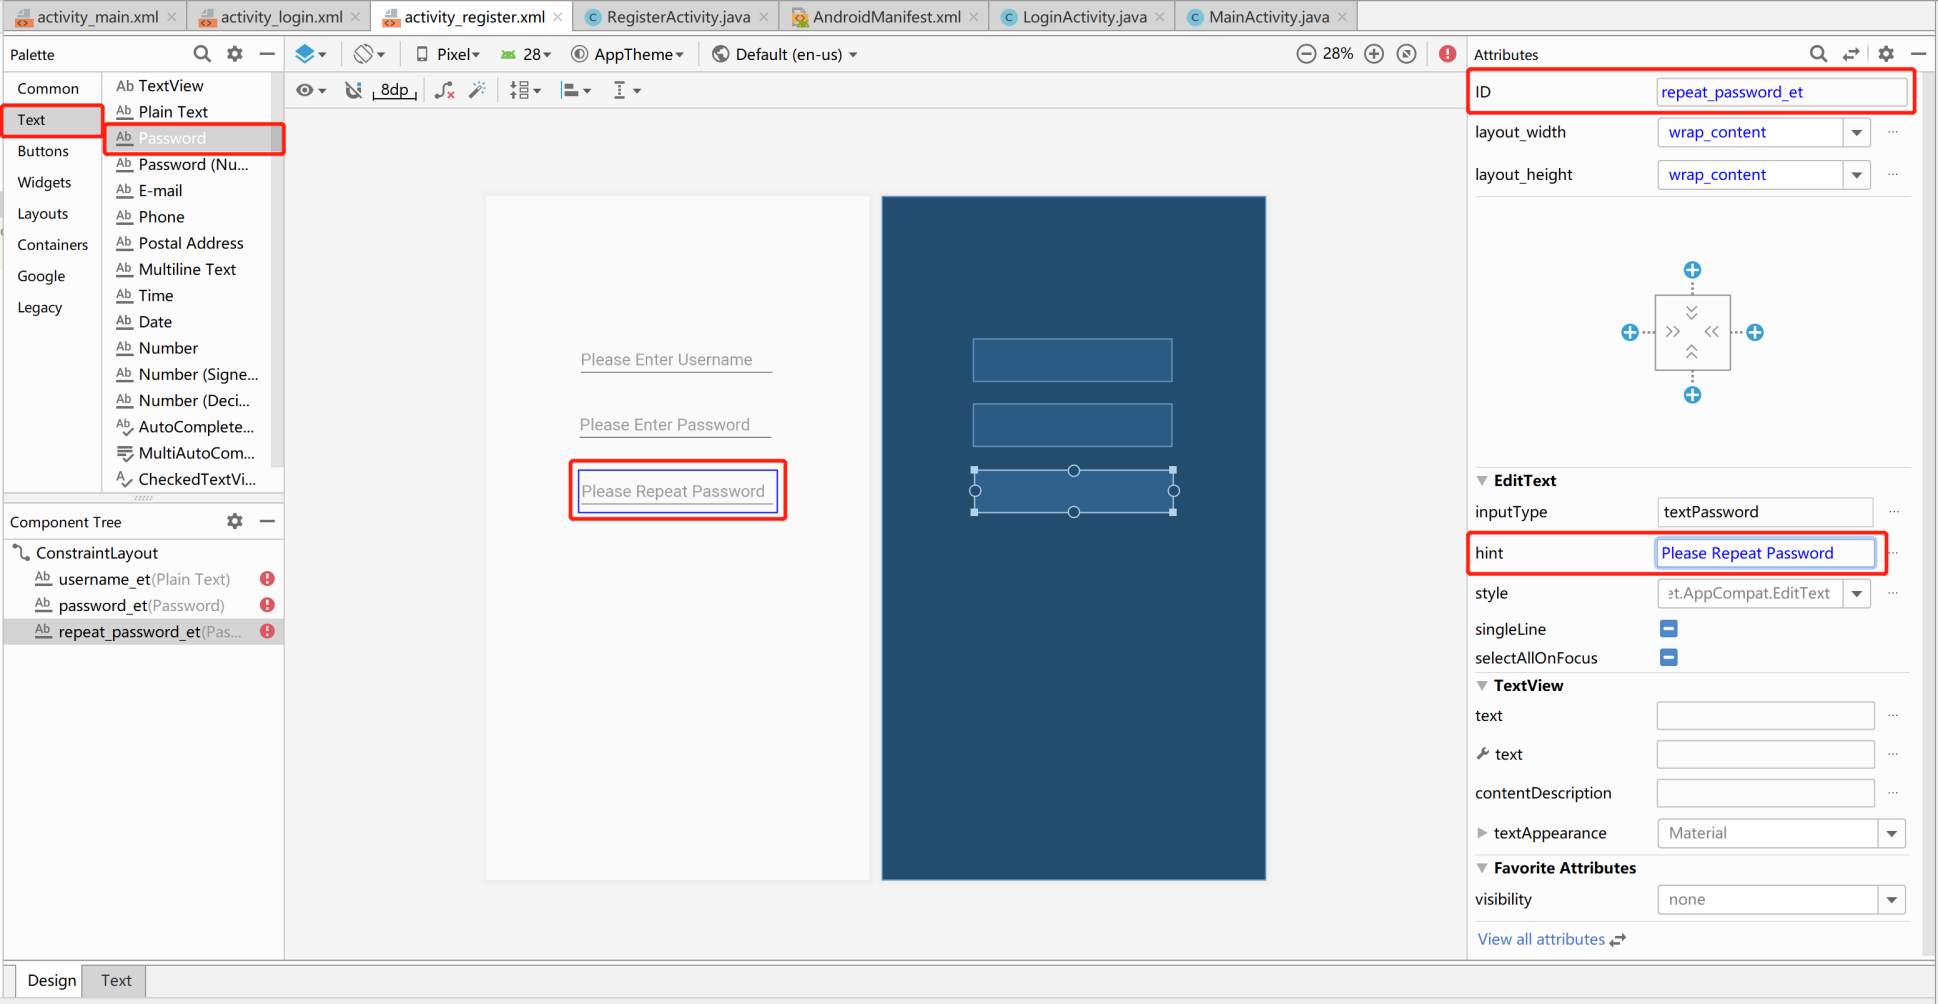 activity_main.xml activity_login.xml activity_register.xml RegisterActivity.java AndroidManifest.xml LoginActivity.java MainActivity.java
Palette
Pixel 28 AppTheme Default (en-us) 28%
Attributes
8dp
Common
Text
Buttons
Widgets
Layouts
Containers
Google
Legacy
Ab TextView
Ab Plain Text
Ab Password
Ab Password (Nu...
Ab E-mail
Ab Phone
Ab Postal Address
Ab Multiline Text
Ab Time
Ab Date
Ab Number
Ab Number (Signe...
Ab Number (Deci...
Ab AutoComplete...
MultiAutoCom...
A CheckedTextVi...
Component Tree
ConstraintLayout
Ab username_et(Plain Text)
Ab password_et(Password)
Ab repeat_password_et(Pas...
Please Enter Username
Please Enter Password
Please Repeat Password
ID repeat_password_et
layout_width wrap_content ...
layout_height wrap_content ...
EditText
inputType textPassword ...
hint Please Repeat Password ...
style et.AppCompat.EditText ...
singleLine
selectAllOnFocus
TextView
text ...
text ...
contentDescription ...
textAppearance Material
Favorite Attributes
visibility none
View all attributes
Design Text